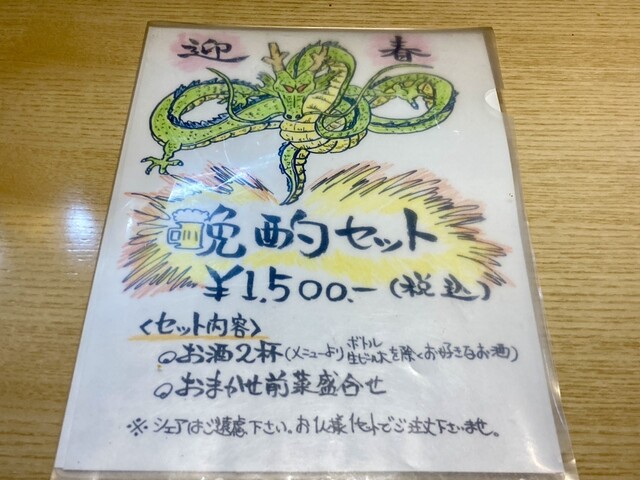 迎春
晩酌セット
¥1,500.-(税込)
<セット内容>
○お酒2杯(メニューよりボトル生ビール大を除くお好きなお酒)
○おまかせ前菜盛合せ
※シェアはご遠慮下さい。お1人様1セットでご注文下さいませ。